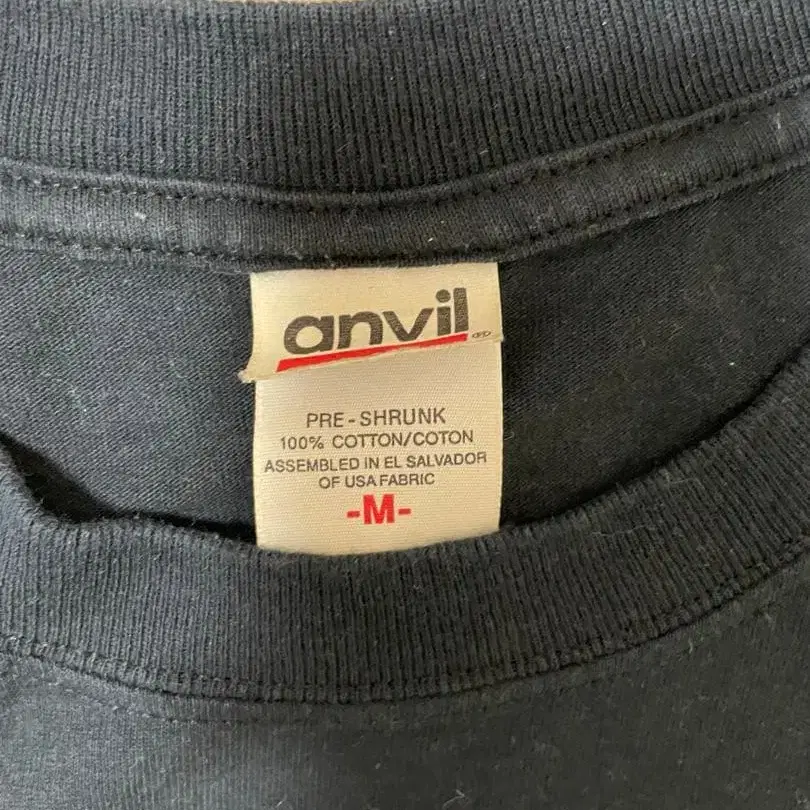 anvil
PRE-SHRUNK
100% COTTON/COTON
ASSEMBLED IN EL SALVADOR
OF USA FABRIC
-M-